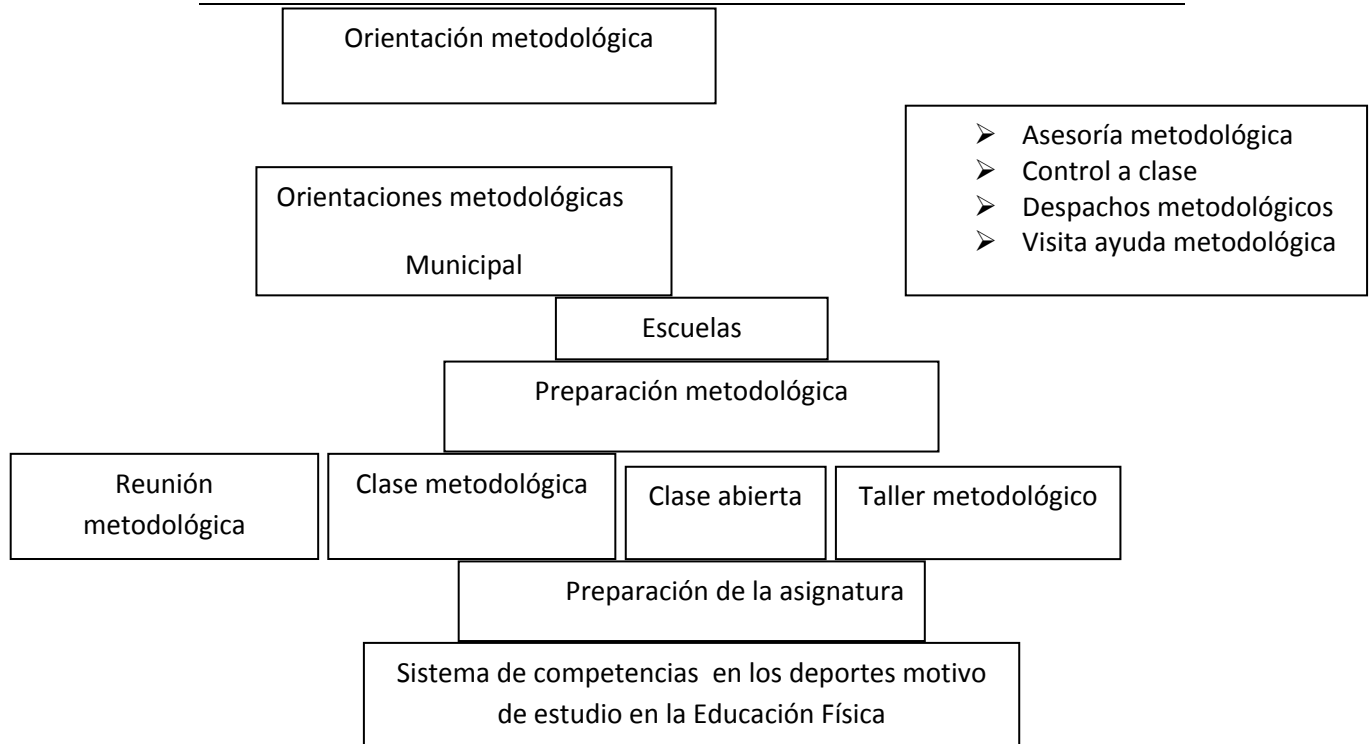 Orientación metodológica
➢ Asesoría metodológica
➢ Control a clase
➢ Despachos metodológicos
➢ Visita ayuda metodológica
Orientaciones metodológicas
Municipal
Escuelas
Preparación metodológica
Reunión
metodológica
Clase metodológica
Clase abierta
Taller metodológico
Preparación de la asignatura
Sistema de competencias en los deportes motivo
de estudio en la Educación Física